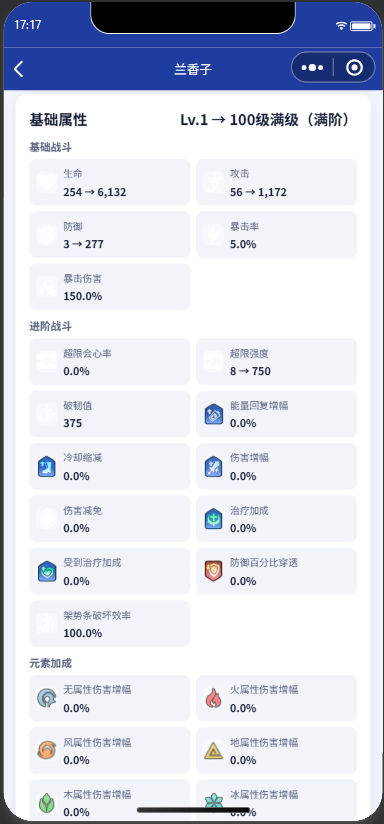 17:17
兰香子
基础属性
Lv.1 → 100级满级（满阶）
基础战斗
生命
254 → 6,132
攻击
56 → 1,172
防御
3 → 277
暴击率
5.0%
暴击伤害
150.0%
进阶战斗
超限会心率
0.0%
超限强度
8 → 750
破韧值
375
能量回复增幅
0.0%
冷却缩减
0.0%
伤害增幅
0.0%
伤害减免
0.0%
治疗加成
0.0%
受到治疗加成
0.0%
防御百分比穿透
0.0%
架势条破坏效率
100.0%
元素加成
无属性伤害增幅
0.0%
火属性伤害增幅
0.0%
风属性伤害增幅
0.0%
地属性伤害增幅
0.0%
木属性伤害增幅
0.0%
冰属性伤害增幅
0.0%